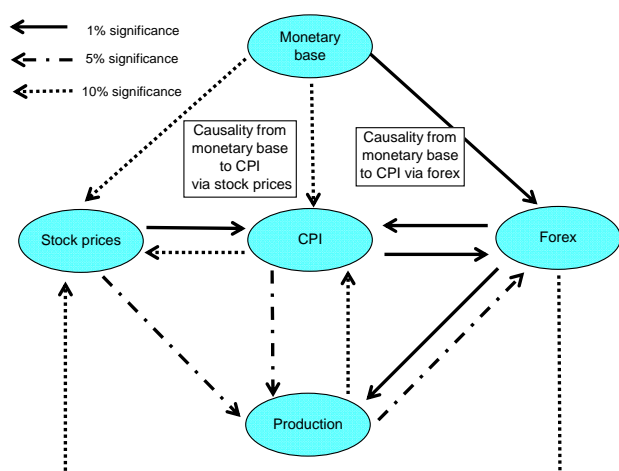 1% significance
5% significance
10% significance
Monetary
base
Causality from
monetary base
to CPI
via stock prices
Causality from
monetary base
to CPI via forex
Stock prices
CPI
Forex
Production